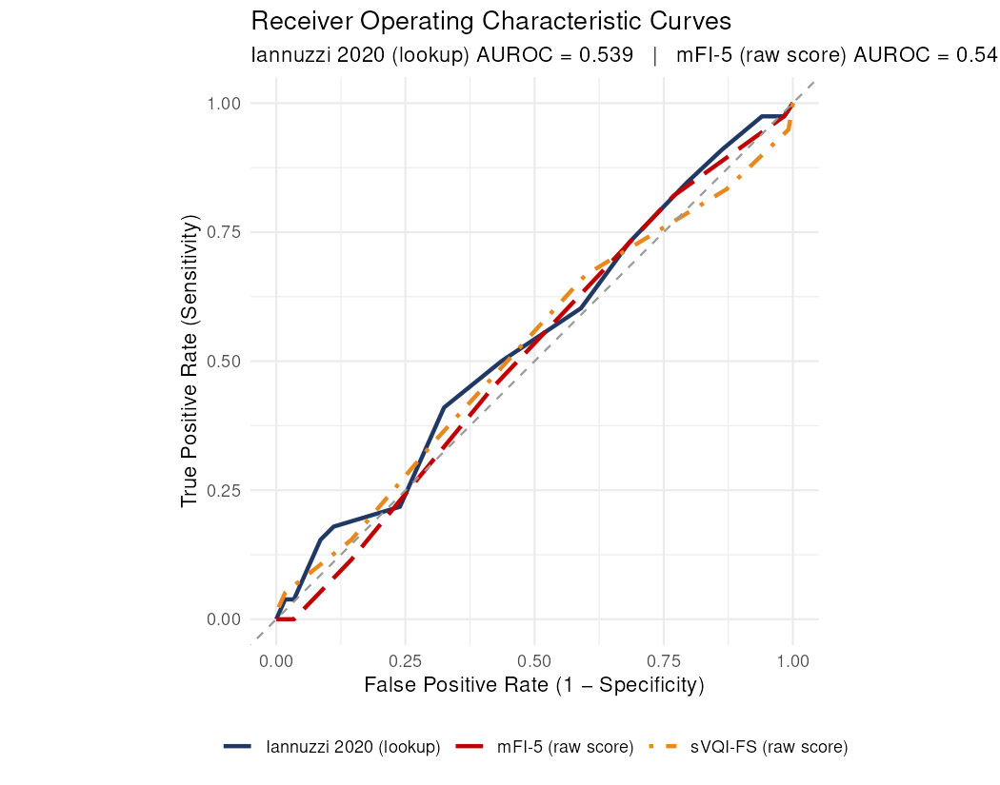 Receiver Operating Characteristic Curves
Iannuzzi 2020 (lookup) AUROC = 0.539 | mFI-5 (raw score) AUROC = 0.54
1.00
0.75
0.50
0.25
0.00
True Positive Rate (Sensitivity)
0.00 0.25 0.50 0.75 1.00
False Positive Rate (1 – Specificity)
Iannuzzi 2020 (lookup) mFI-5 (raw score) sVQI-FS (raw score)